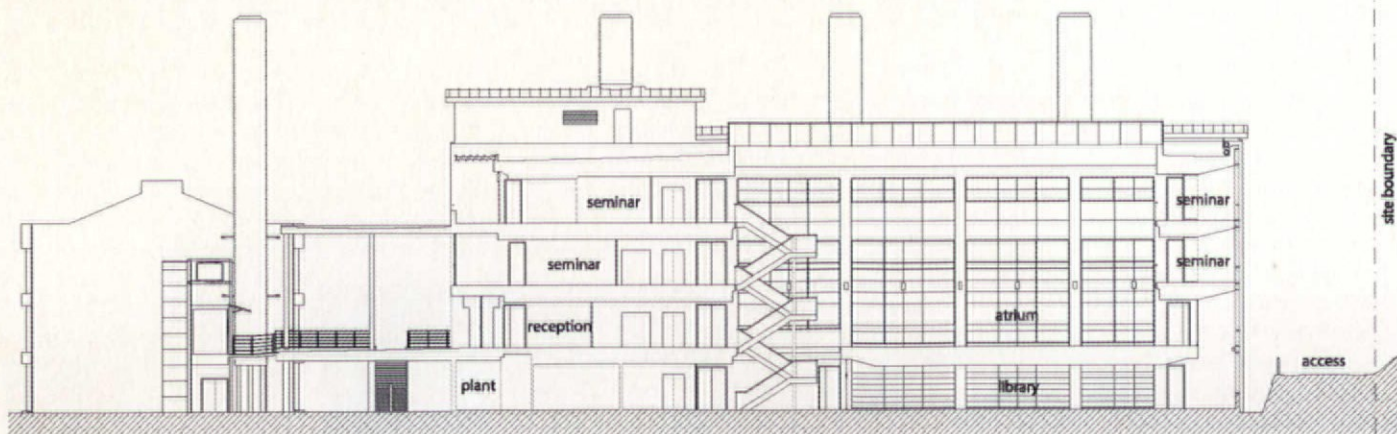 seminar
seminar
seminar
seminar
reception
atrium
plant
library
access
site boundary